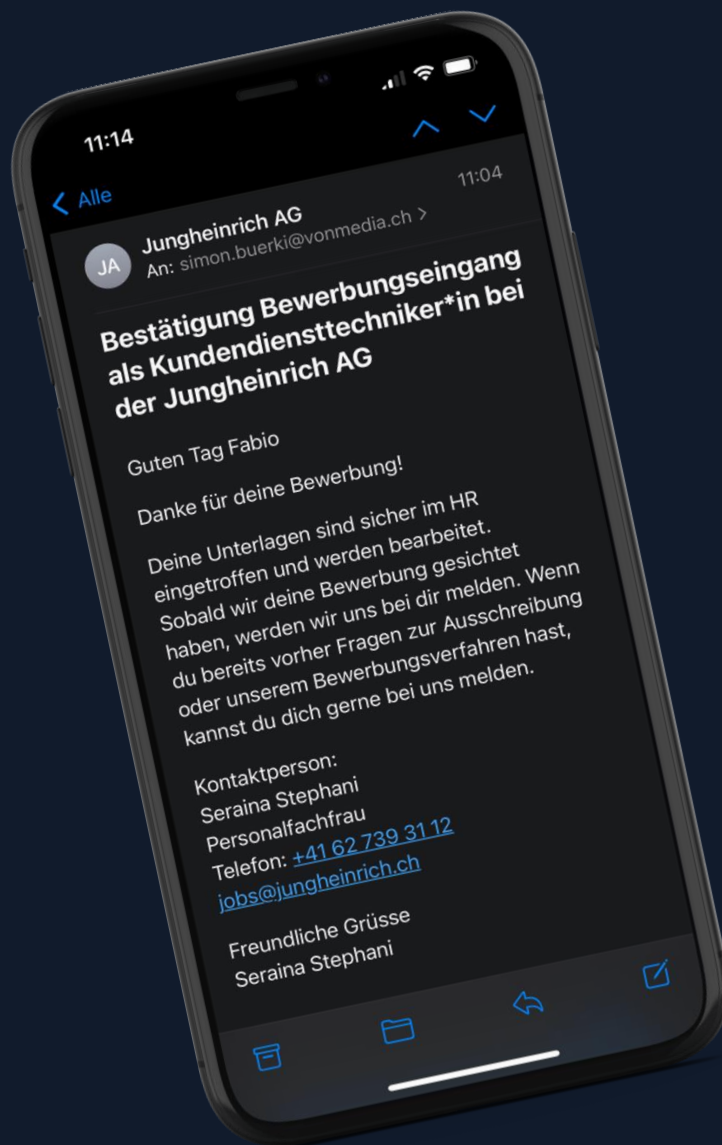 11:14
Alle
JA
Jungheinrich AG
11:04
An: simon.buerki@vonmedia.ch
Bestätigung Bewerbungseingang
als Kundendiensttechniker*in bei
der Jungheinrich AG
Guten Tag Fabio
Danke für deine Bewerbung!
Deine Unterlagen sind sicher im HR
eingetroffen und werden bearbeitet.
Sobald wir deine Bewerbung gesichtet
haben, werden wir uns bei dir melden. Wenn
du bereits vorher Fragen zur Ausschreibung
oder unserem Bewerbungsverfahren hast,
kannst du dich gerne bei uns melden.
Kontaktperson:
Seraina Stephani
Personalfachfrau
Telefon: +41 62 739 31 12
jobs@jungheinrich.ch
Freundliche Grüsse
Seraina Stephani